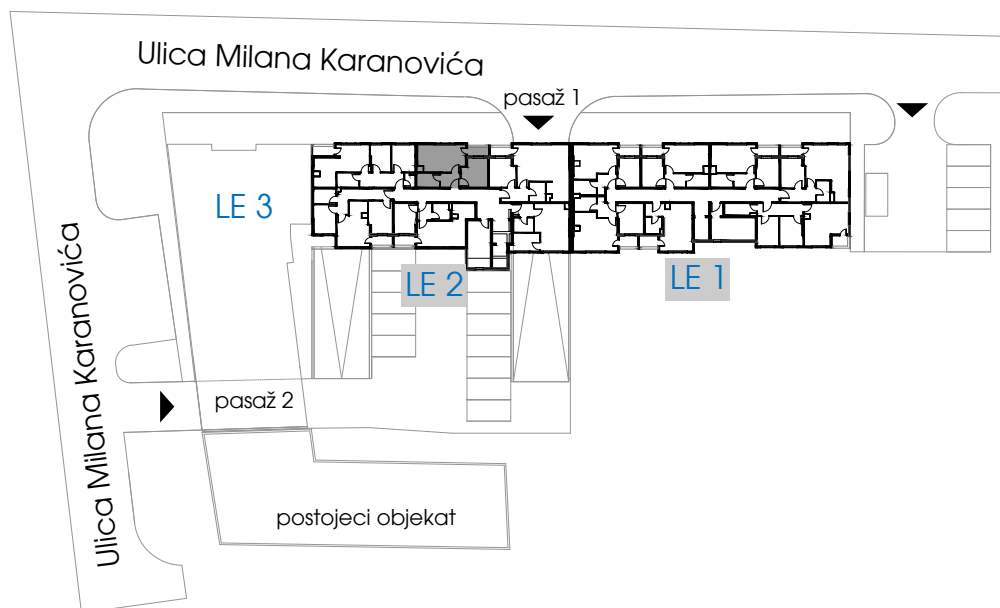 Ulica Milana Karanovića
pasaž 1
LE 3
LE 2
LE 1
Ulica Milana Karanovića
pasaž 2
postojeci objekat